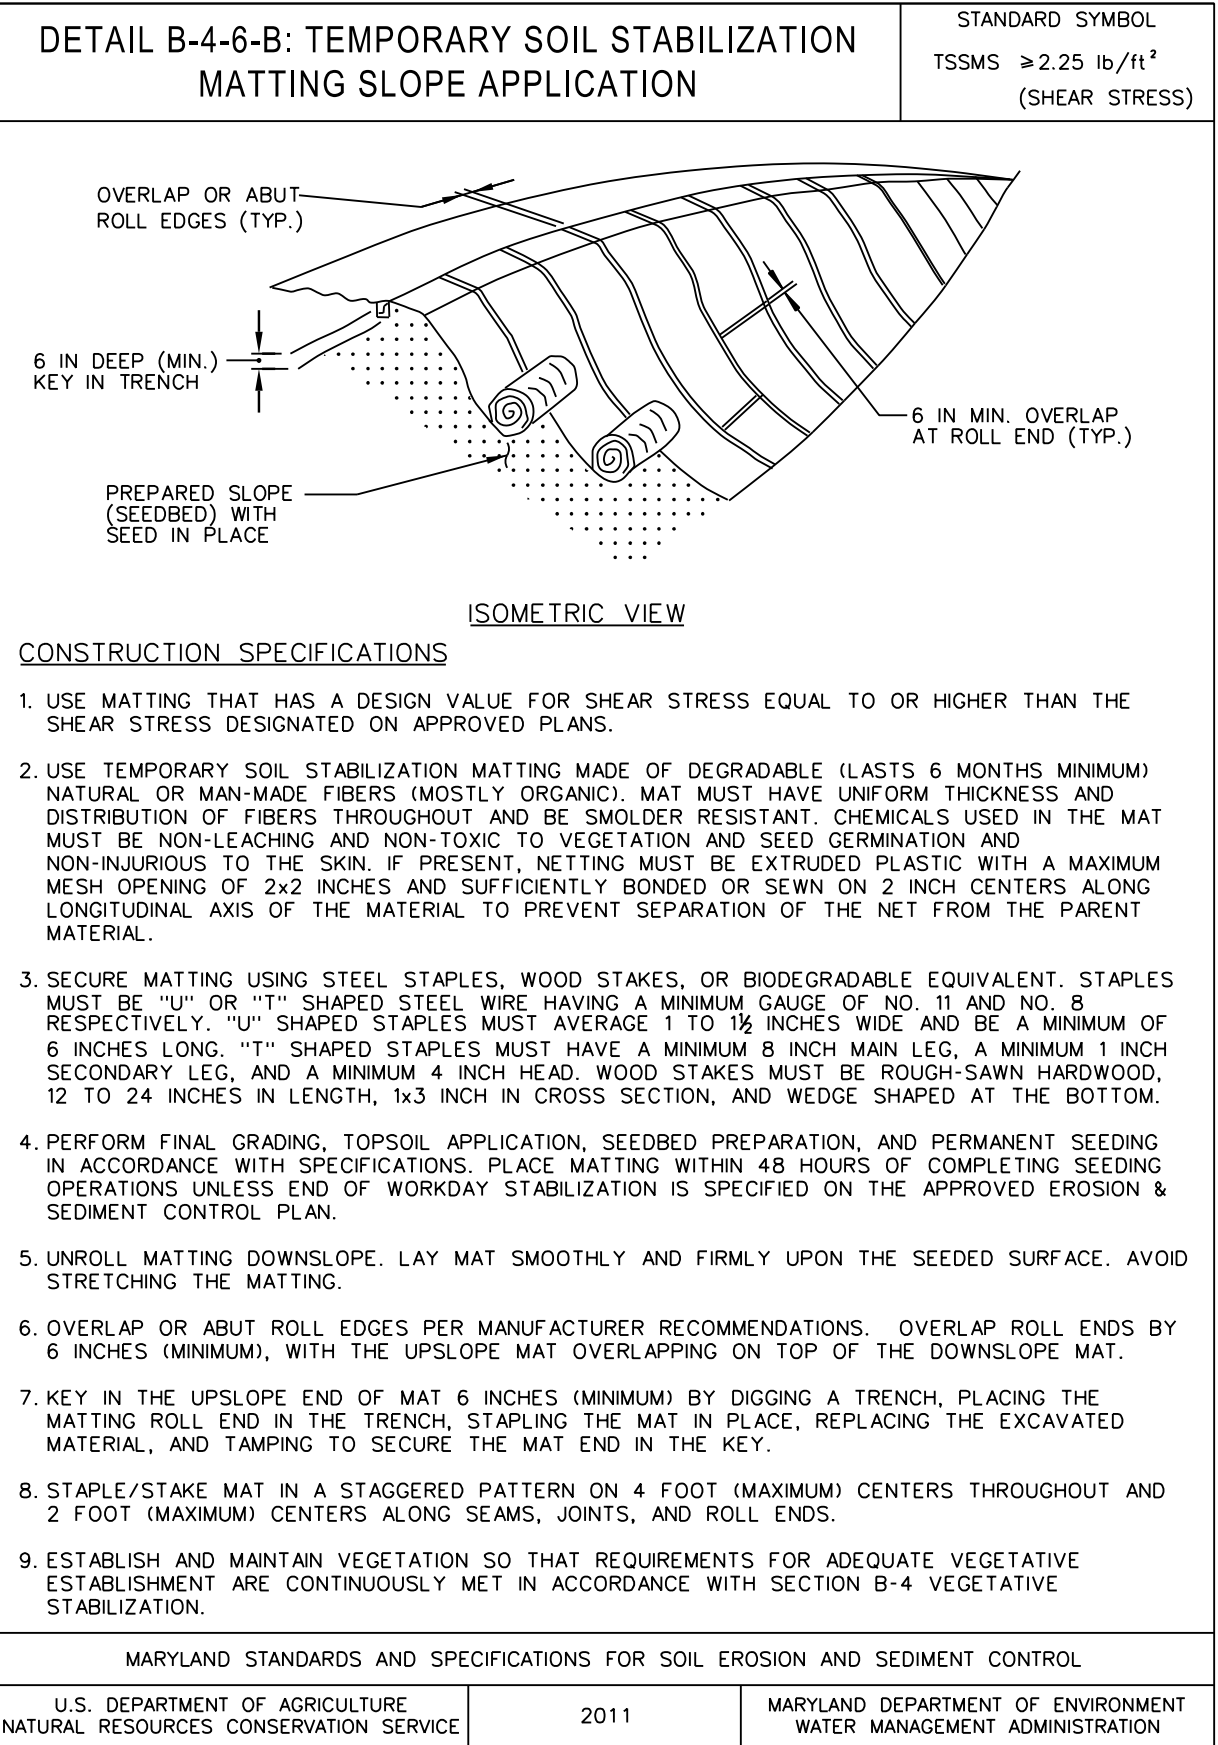 DETAIL B-4-6-B: TEMPORARY SOIL STABILIZATION
MATTING SLOPE APPLICATION
STANDARD SYMBOL
TSSMS ≥2.25 lb/ft²
(SHEAR STRESS)
OVERLAP OR ABUT
ROLL EDGES (TYP.)
6 IN DEEP (MIN.)
KEY IN TRENCH
6 IN MIN. OVERLAP
AT ROLL END (TYP.)
PREPARED SLOPE
(SEEDBED) WITH
SEED IN PLACE
ISOMETRIC VIEW
CONSTRUCTION SPECIFICATIONS
1. USE MATTING THAT HAS A DESIGN VALUE FOR SHEAR STRESS EQUAL TO OR HIGHER THAN THE
SHEAR STRESS DESIGNATED ON APPROVED PLANS.
2. USE TEMPORARY SOIL STABILIZATION MATTING MADE OF DEGRADABLE (LASTS 6 MONTHS MINIMUM)
NATURAL OR MAN-MADE FIBERS (MOSTLY ORGANIC). MAT MUST HAVE UNIFORM THICKNESS AND
DISTRIBUTION OF FIBERS THROUGHOUT AND BE SMOLDER RESISTANT. CHEMICALS USED IN THE MAT
MUST BE NON-LEACHING AND NON-TOXIC TO VEGETATION AND SEED GERMINATION AND
NON-INJURIOUS TO THE SKIN. IF PRESENT, NETTING MUST BE EXTRUDED PLASTIC WITH A MAXIMUM
MESH OPENING OF 2x2 INCHES AND SUFFICIENTLY BONDED OR SEWN ON 2 INCH CENTERS ALONG
LONGITUDINAL AXIS OF THE MATERIAL TO PREVENT SEPARATION OF THE NET FROM THE PARENT
MATERIAL.
3. SECURE MATTING USING STEEL STAPLES, WOOD STAKES, OR BIODEGRADABLE EQUIVALENT. STAPLES
MUST BE "U" OR "T" SHAPED STEEL WIRE HAVING A MINIMUM GAUGE OF NO. 11 AND NO. 8
RESPECTIVELY. "U" SHAPED STAPLES MUST AVERAGE 1 TO 1½ INCHES WIDE AND BE A MINIMUM OF
6 INCHES LONG. "T" SHAPED STAPLES MUST HAVE A MINIMUM 8 INCH MAIN LEG, A MINIMUM 1 INCH
SECONDARY LEG, AND A MINIMUM 4 INCH HEAD. WOOD STAKES MUST BE ROUGH-SAWN HARDWOOD,
12 TO 24 INCHES IN LENGTH, 1x3 INCH IN CROSS SECTION, AND WEDGE SHAPED AT THE BOTTOM.
4. PERFORM FINAL GRADING, TOPSOIL APPLICATION, SEEDBED PREPARATION, AND PERMANENT SEEDING
IN ACCORDANCE WITH SPECIFICATIONS. PLACE MATTING WITHIN 48 HOURS OF COMPLETING SEEDING
OPERATIONS UNLESS END OF WORKDAY STABILIZATION IS SPECIFIED ON THE APPROVED EROSION &
SEDIMENT CONTROL PLAN.
5. UNROLL MATTING DOWNSLOPE. LAY MAT SMOOTHLY AND FIRMLY UPON THE SEEDED SURFACE. AVOID
STRETCHING THE MATTING.
6. OVERLAP OR ABUT ROLL EDGES PER MANUFACTURER RECOMMENDATIONS. OVERLAP ROLL ENDS BY
6 INCHES (MINIMUM), WITH THE UPSLOPE MAT OVERLAPPING ON TOP OF THE DOWNSLOPE MAT.
7. KEY IN THE UPSLOPE END OF MAT 6 INCHES (MINIMUM) BY DIGGING A TRENCH, PLACING THE
MATTING ROLL END IN THE TRENCH, STAPLING THE MAT IN PLACE, REPLACING THE EXCAVATED
MATERIAL, AND TAMPING TO SECURE THE MAT END IN THE KEY.
8. STAPLE/STAKE MAT IN A STAGGERED PATTERN ON 4 FOOT (MAXIMUM) CENTERS THROUGHOUT AND
2 FOOT (MAXIMUM) CENTERS ALONG SEAMS, JOINTS, AND ROLL ENDS.
9. ESTABLISH AND MAINTAIN VEGETATION SO THAT REQUIREMENTS FOR ADEQUATE VEGETATIVE
ESTABLISHMENT ARE CONTINUOUSLY MET IN ACCORDANCE WITH SECTION B-4 VEGETATIVE
STABILIZATION.
MARYLAND STANDARDS AND SPECIFICATIONS FOR SOIL EROSION AND SEDIMENT CONTROL
U.S. DEPARTMENT OF AGRICULTURE
NATURAL RESOURCES CONSERVATION SERVICE
2011
MARYLAND DEPARTMENT OF ENVIRONMENT
WATER MANAGEMENT ADMINISTRATION